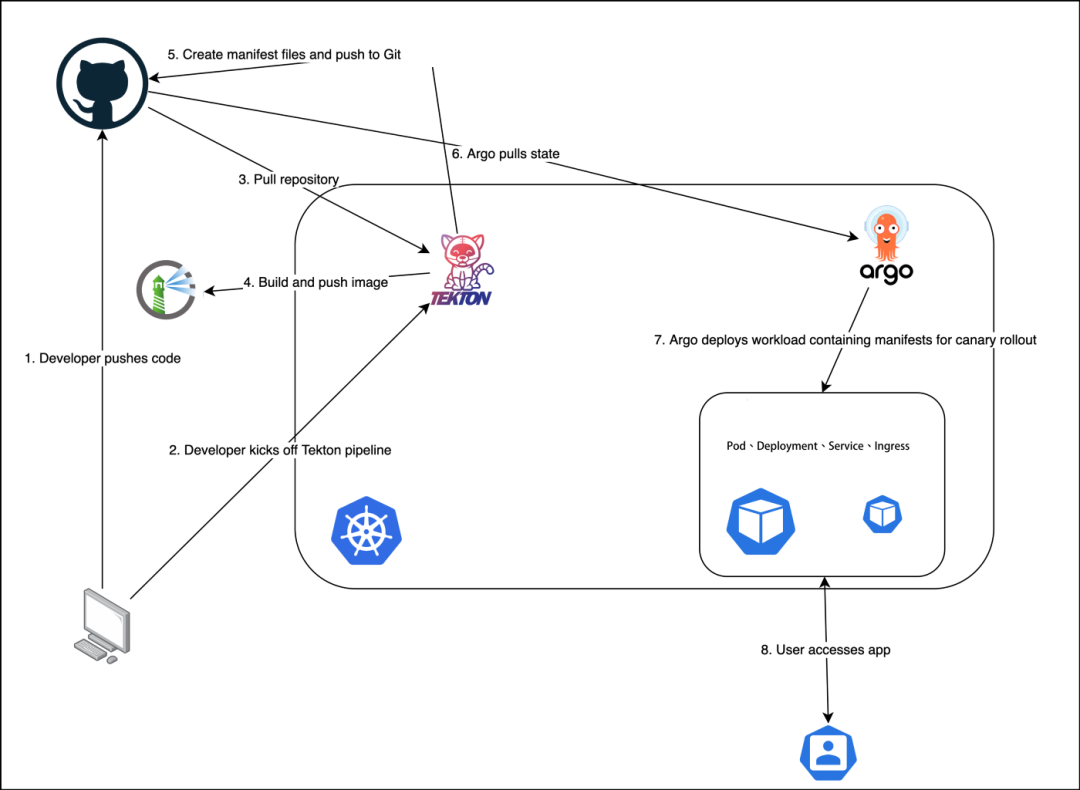 5. Create manifest files and push to Git
6. Argo pulls state
3. Pull repository
argo
4. Build and push image
TEKTON
7. Argo deploys workload containing manifests for canary rollout
1. Developer pushes code
Pod、Deployment、Service、Ingress
2. Developer kicks off Tekton pipeline
8. User accesses app